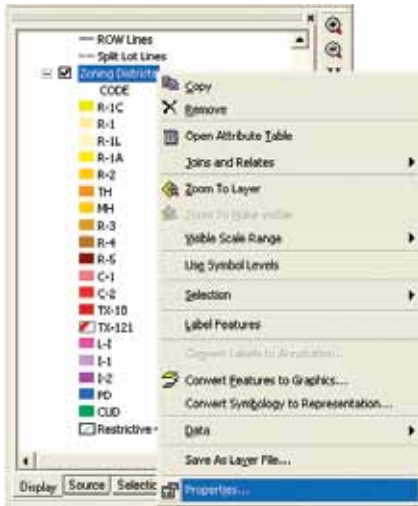 ROW Lines
Split Lot Lines
Zoning Districts
CODE
R-1C
R-1
R-1L
R-1A
R-2
TH
MH
R-3
R-4
R-5
C-1
C-2
TX-10
TX-121
L-I
I-1
I-2
PD
CUD
Restrictive
Display Source Selectio
Copy
Remove
Open Attribute Table
Joins and Relates
Zoom To Layer
Zoom To Make Visible
Visible Scale Range
Use Symbol Levels
Selection
Label Features
Convert Labels to Annotation...
Convert Features to Graphics...
Convert Symbology to Representation...
Data
Save As Layer File...
Properties...